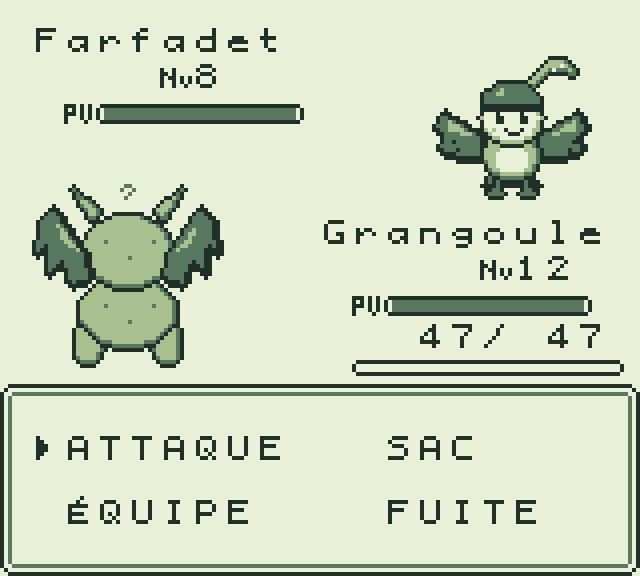 Farfadet
Nv8
PV
?
Grangoule
Nv12
PV
47/ 47
ATTAQUE SAC
ÉQUIPE FUITE